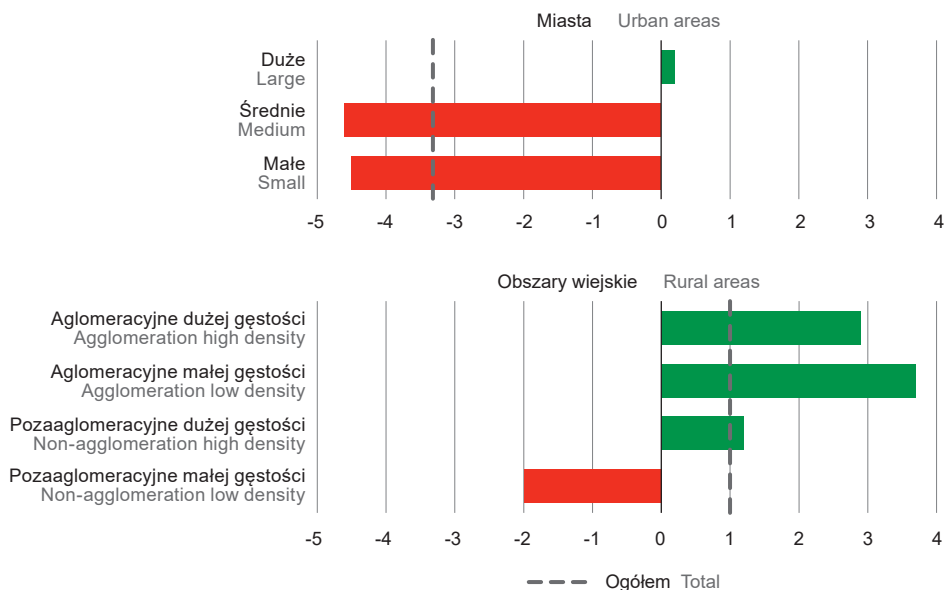 Miasta Urban areas
Duże
Large
Średnie
Medium
Małe
Small
-5 -4 -3 -2 -1 0 1 2 3 4
Obszary wiejskie Rural areas
Aglomeracyjne dużej gęstości
Agglomeration high density
Aglomeracyjne małej gęstości
Agglomeration low density
Pozaaglomeracyjne dużej gęstości
Non-agglomeration high density
Pozaaglomeracyjne małej gęstości
Non-agglomeration low density
-5 -4 -3 -2 -1 0 1 2 3 4
Ogółem Total